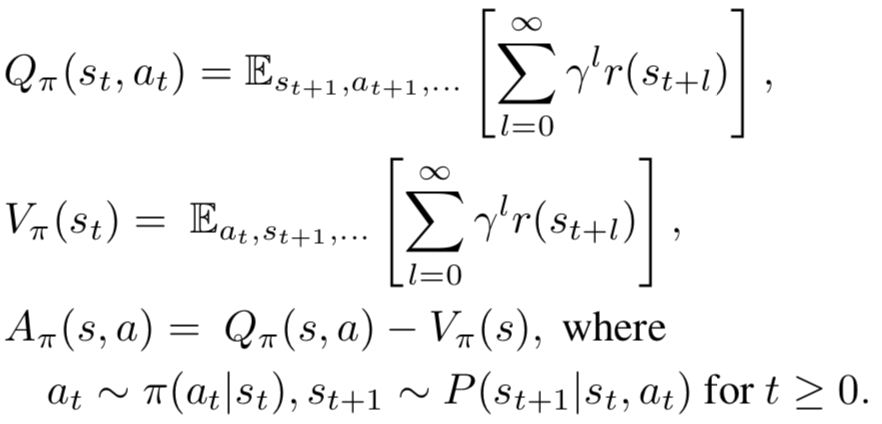 Q_π(s_t, a_t) = 𝔼_{s_{t+1}, a_{t+1}, …} [ ∑_{l=0}^{∞} γ^l r(s_{t+l}) ],
V_π(s_t) = 𝔼_{a_t, s_{t+1}, …} [ ∑_{l=0}^{∞} γ^l r(s_{t+l}) ],
A_π(s, a) = Q_π(s, a) − V_π(s), where
a_t ∼ π(a_t|s_t), s_{t+1} ∼ P(s_{t+1}|s_t, a_t) for t ≥ 0.